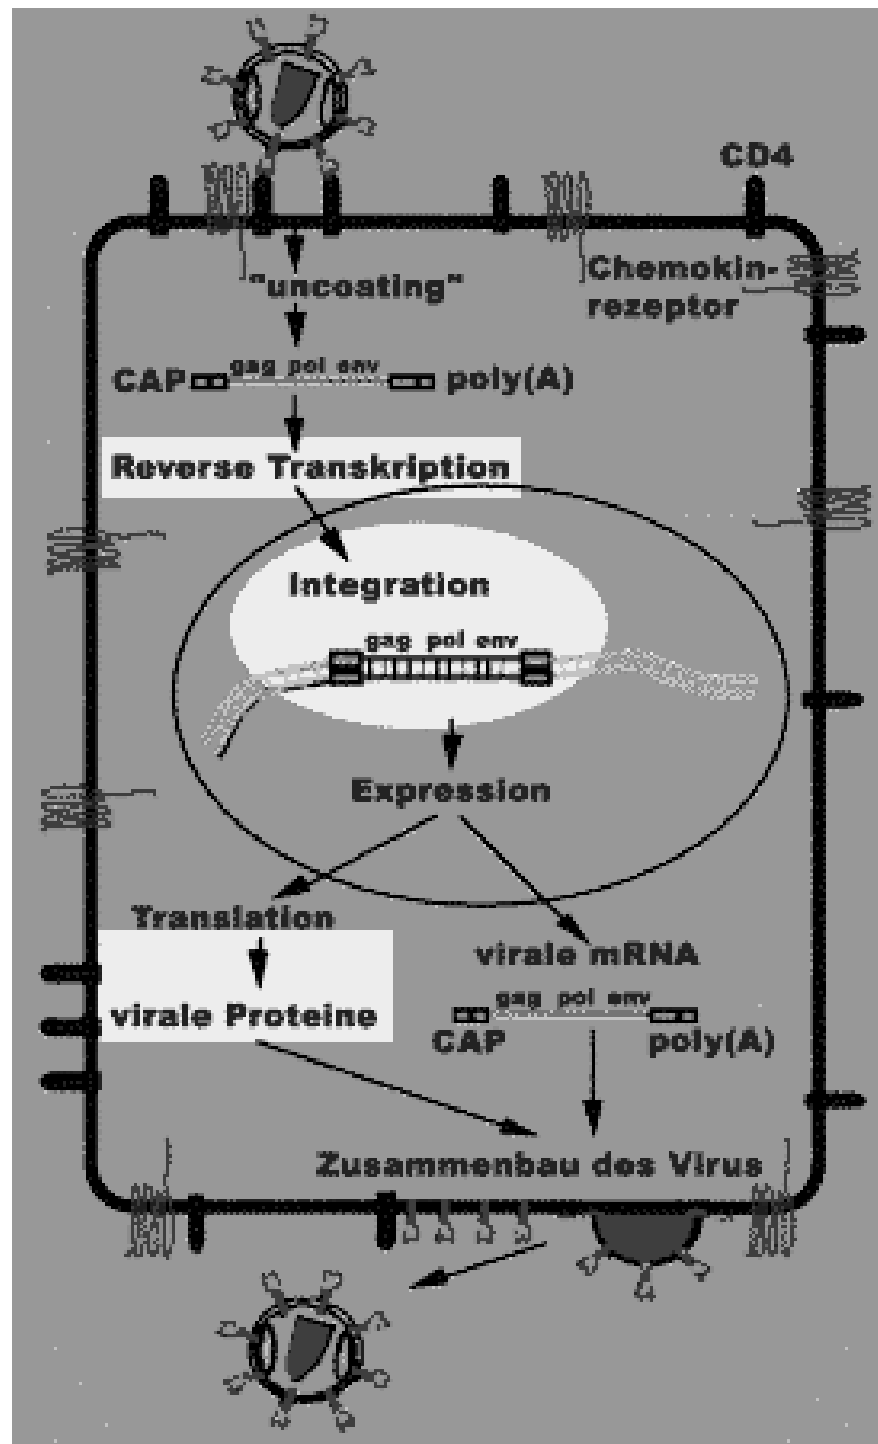 CD4
"uncoating"
Chemokin-
rezeptor
gag pol env
CAP poly(A)
Reverse Transkription
Integration
gag pol env
Expression
Translation
virale mRNA
gag pol env
virale Proteine
CAP poly(A)
Zusammenbau des Virus